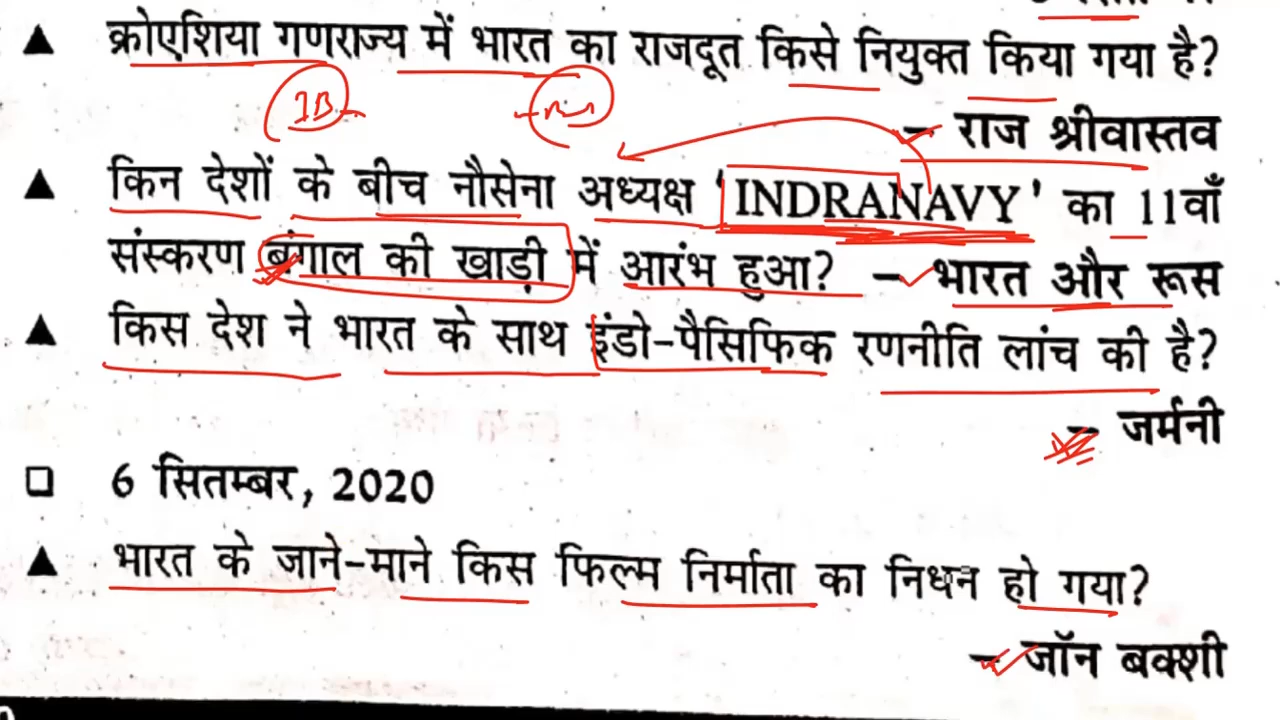 ▲ क्रोएशिया गणराज्य में भारत का राजदूत किसे नियुक्त किया गया है?
– राज श्रीवास्तव
▲ किन देशों के बीच नौसेना अध्यक्ष 'INDRANAVY' का 11वाँ
संस्करण बंगाल की खाड़ी में आरंभ हुआ? – भारत और रूस
▲ किस देश ने भारत के साथ इंडो-पैसिफिक रणनीति लांच की है?
– जर्मनी
□ 6 सितम्बर, 2020
▲ भारत के जाने-माने किस फिल्म निर्माता का निधन हो गया?
– जॉन बक्शी